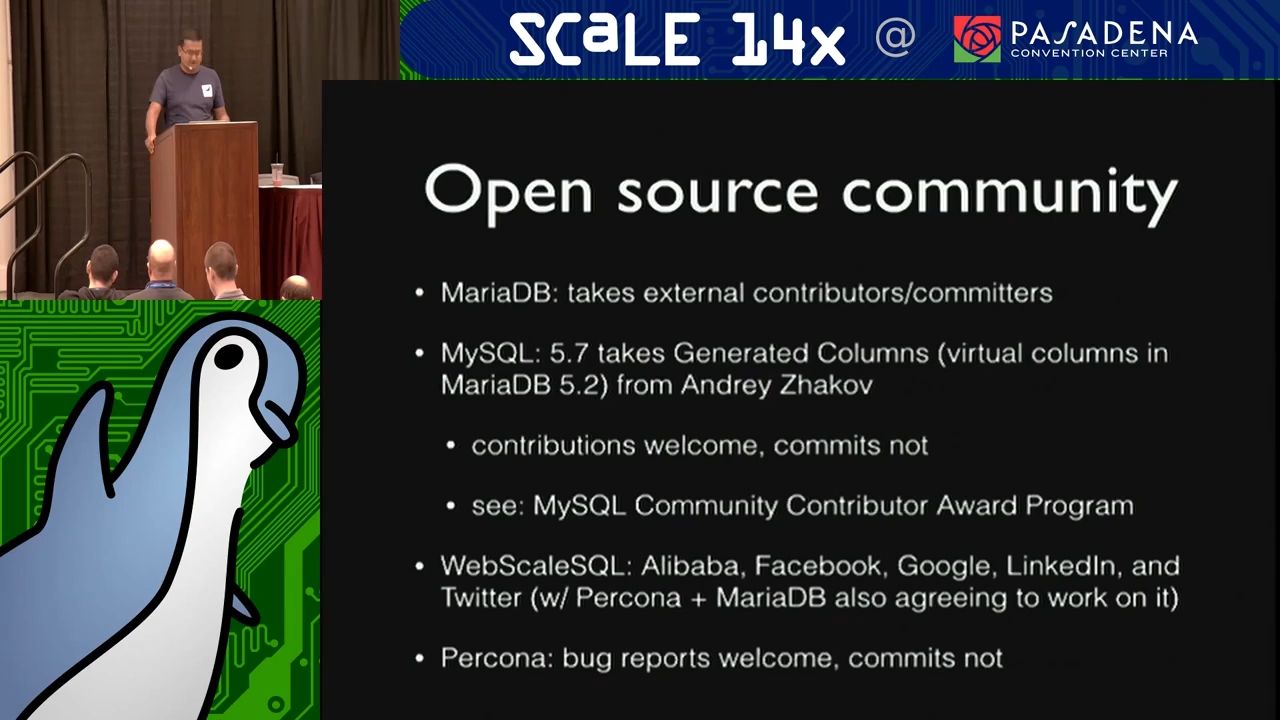 SCaLE 14x @ PASADENA
CONVENTION CENTER
Open source community
• MariaDB: takes external contributors/committers
• MySQL: 5.7 takes Generated Columns (virtual columns in
MariaDB 5.2) from Andrey Zhakov
• contributions welcome, commits not
• see: MySQL Community Contributor Award Program
• WebScaleSQL: Alibaba, Facebook, Google, LinkedIn, and
Twitter (w/ Percona + MariaDB also agreeing to work on it)
• Percona: bug reports welcome, commits not